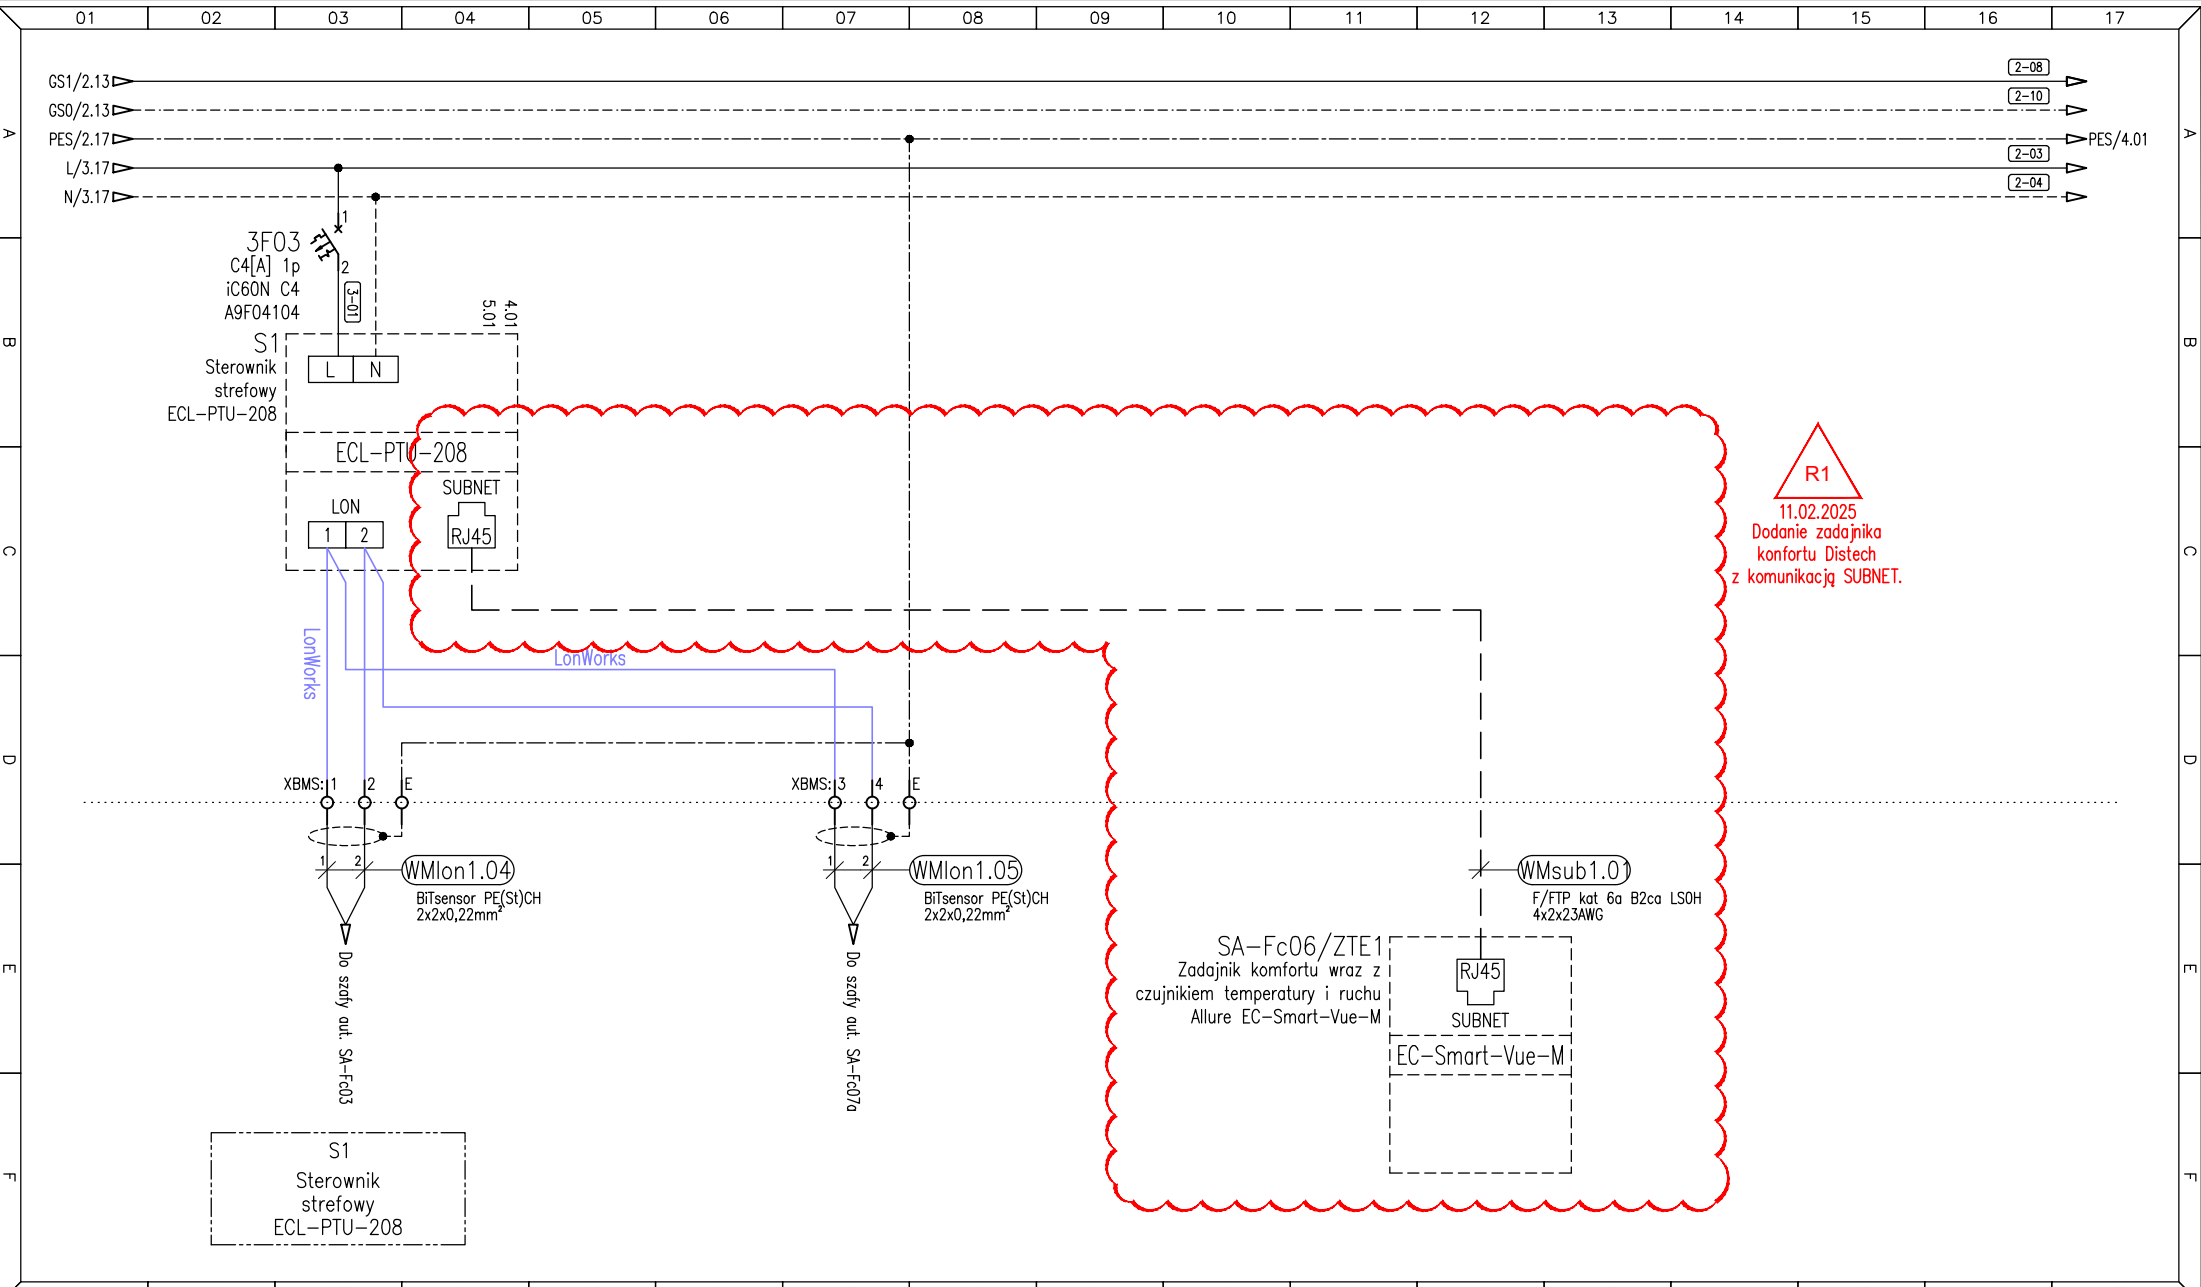 01 02 03 04 05 06 07 08 09 10 11 12 13 14 15 16 17
GS1/2.13
2-08
GS0/2.13
2-10
A
A
PES/2.17
PES/4.01
L/3.17
2-03
N/3.17
2-04
1
3F03
C4[A] 1p
2
iC60N C4
A9F04104
3-01
5.01
4.01
B
B
S1
Sterownik
strefowy
ECL-PTU-208
L N
ECL-PTU-208
SUBNET
RJ45
LON
1 2
C
C
R1
11.02.2025
Dodanie zadajnika
konfortu Distech
z komunikacją SUBNET.
LonWorks
LonWorks
D
D
XBMS: 1 2 E
XBMS: 3 4 E
1 2
WMlon1.04
BiTsensor PE(St)CH
2x2x0,22mm²
1 2
WMlon1.05
BiTsensor PE(St)CH
2x2x0,22mm²
WMsub1.01
F/FTP kat 6a B2ca LS0H
4x2x23AWG
E
E
Do szafy aut. SA-Fc03
Do szafy aut. SA-Fc07a
SA-Fc06/ZTE1
Zadajnik komfortu wraz z
czujnikiem temperatury i ruchu
Allure EC-Smart-Vue-M
RJ45
SUBNET
EC-Smart-Vue-M
F
F
S1
Sterownik
strefowy
ECL-PTU-208